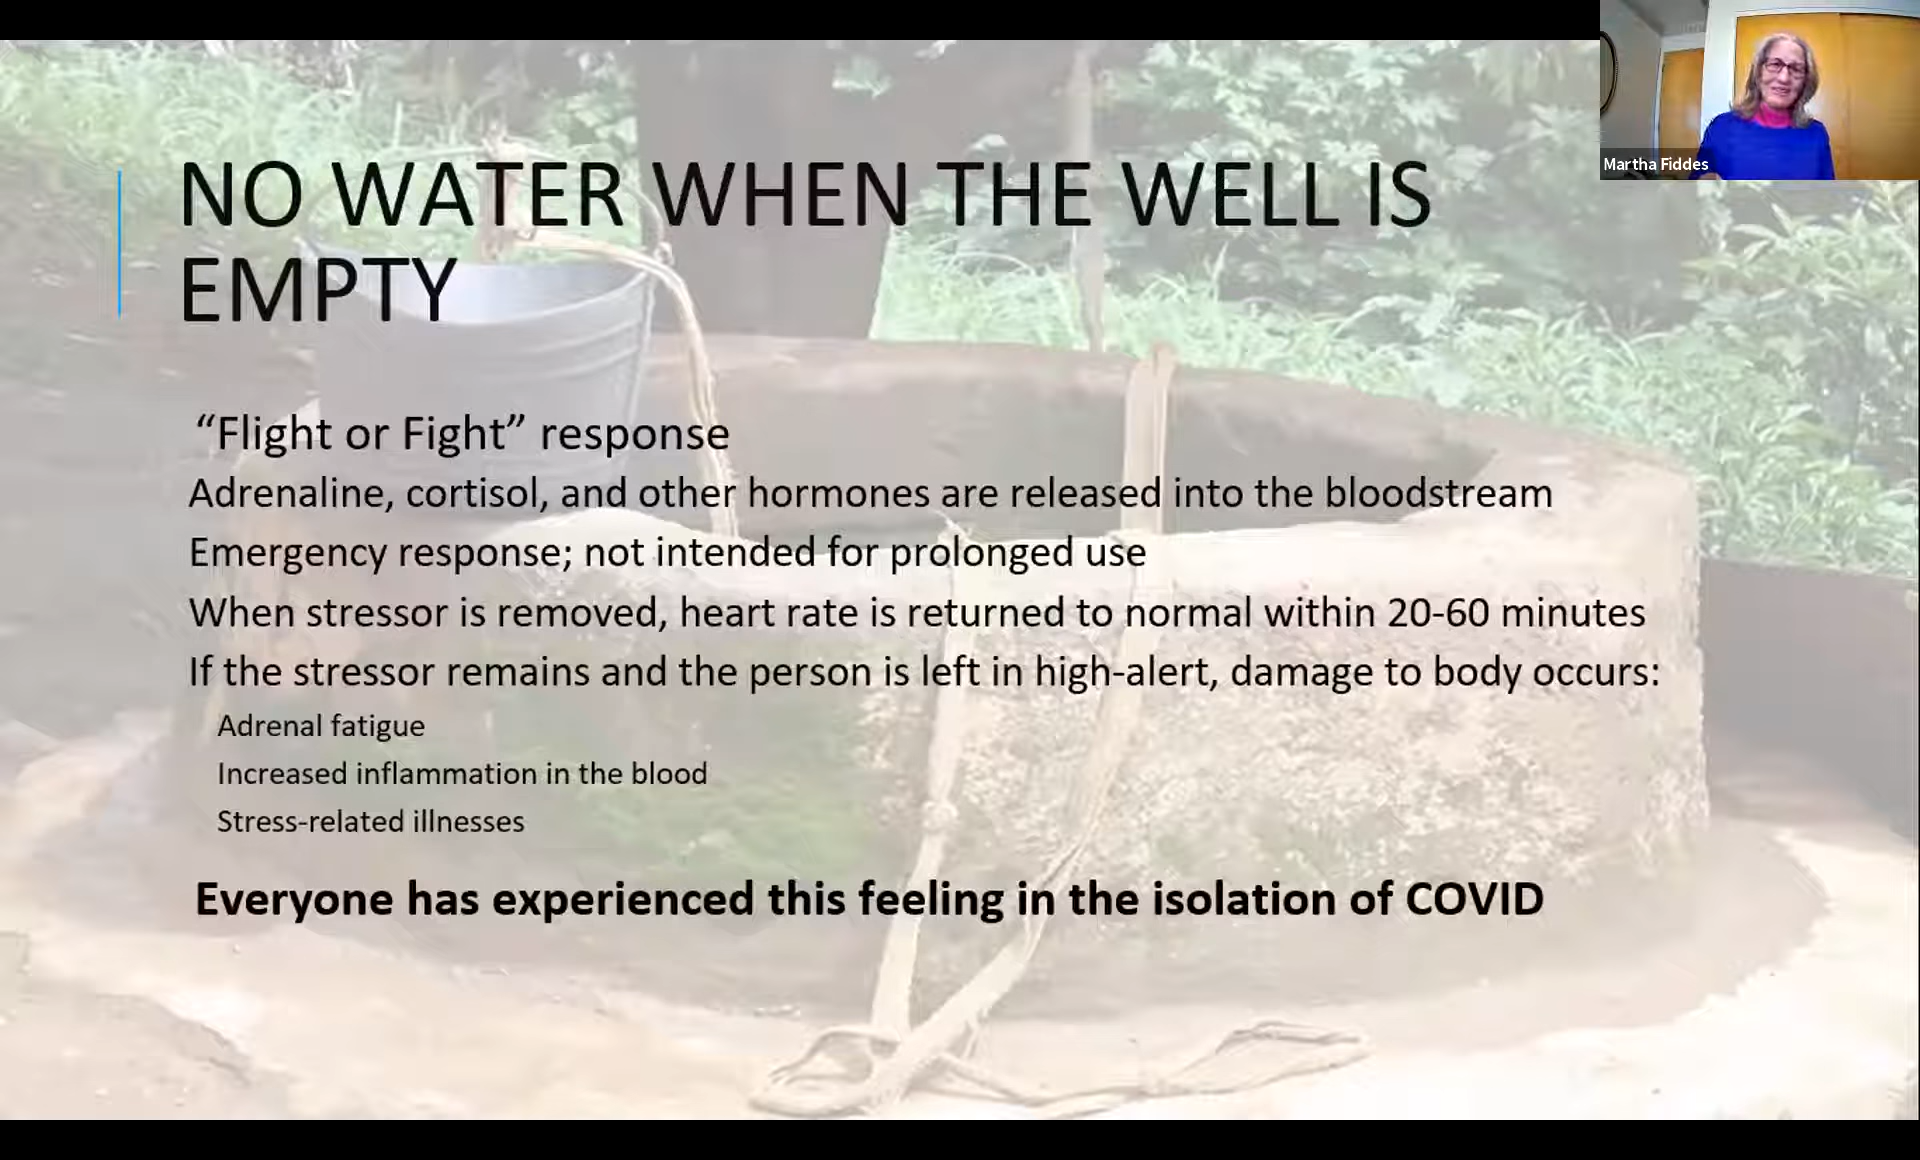 Martha Fiddes
NO WATER WHEN THE WELL IS
EMPTY
“Flight or Fight” response
Adrenaline, cortisol, and other hormones are released into the bloodstream
Emergency response; not intended for prolonged use
When stressor is removed, heart rate is returned to normal within 20-60 minutes
If the stressor remains and the person is left in high-alert, damage to body occurs:
Adrenal fatigue
Increased inflammation in the blood
Stress-related illnesses
Everyone has experienced this feeling in the isolation of COVID